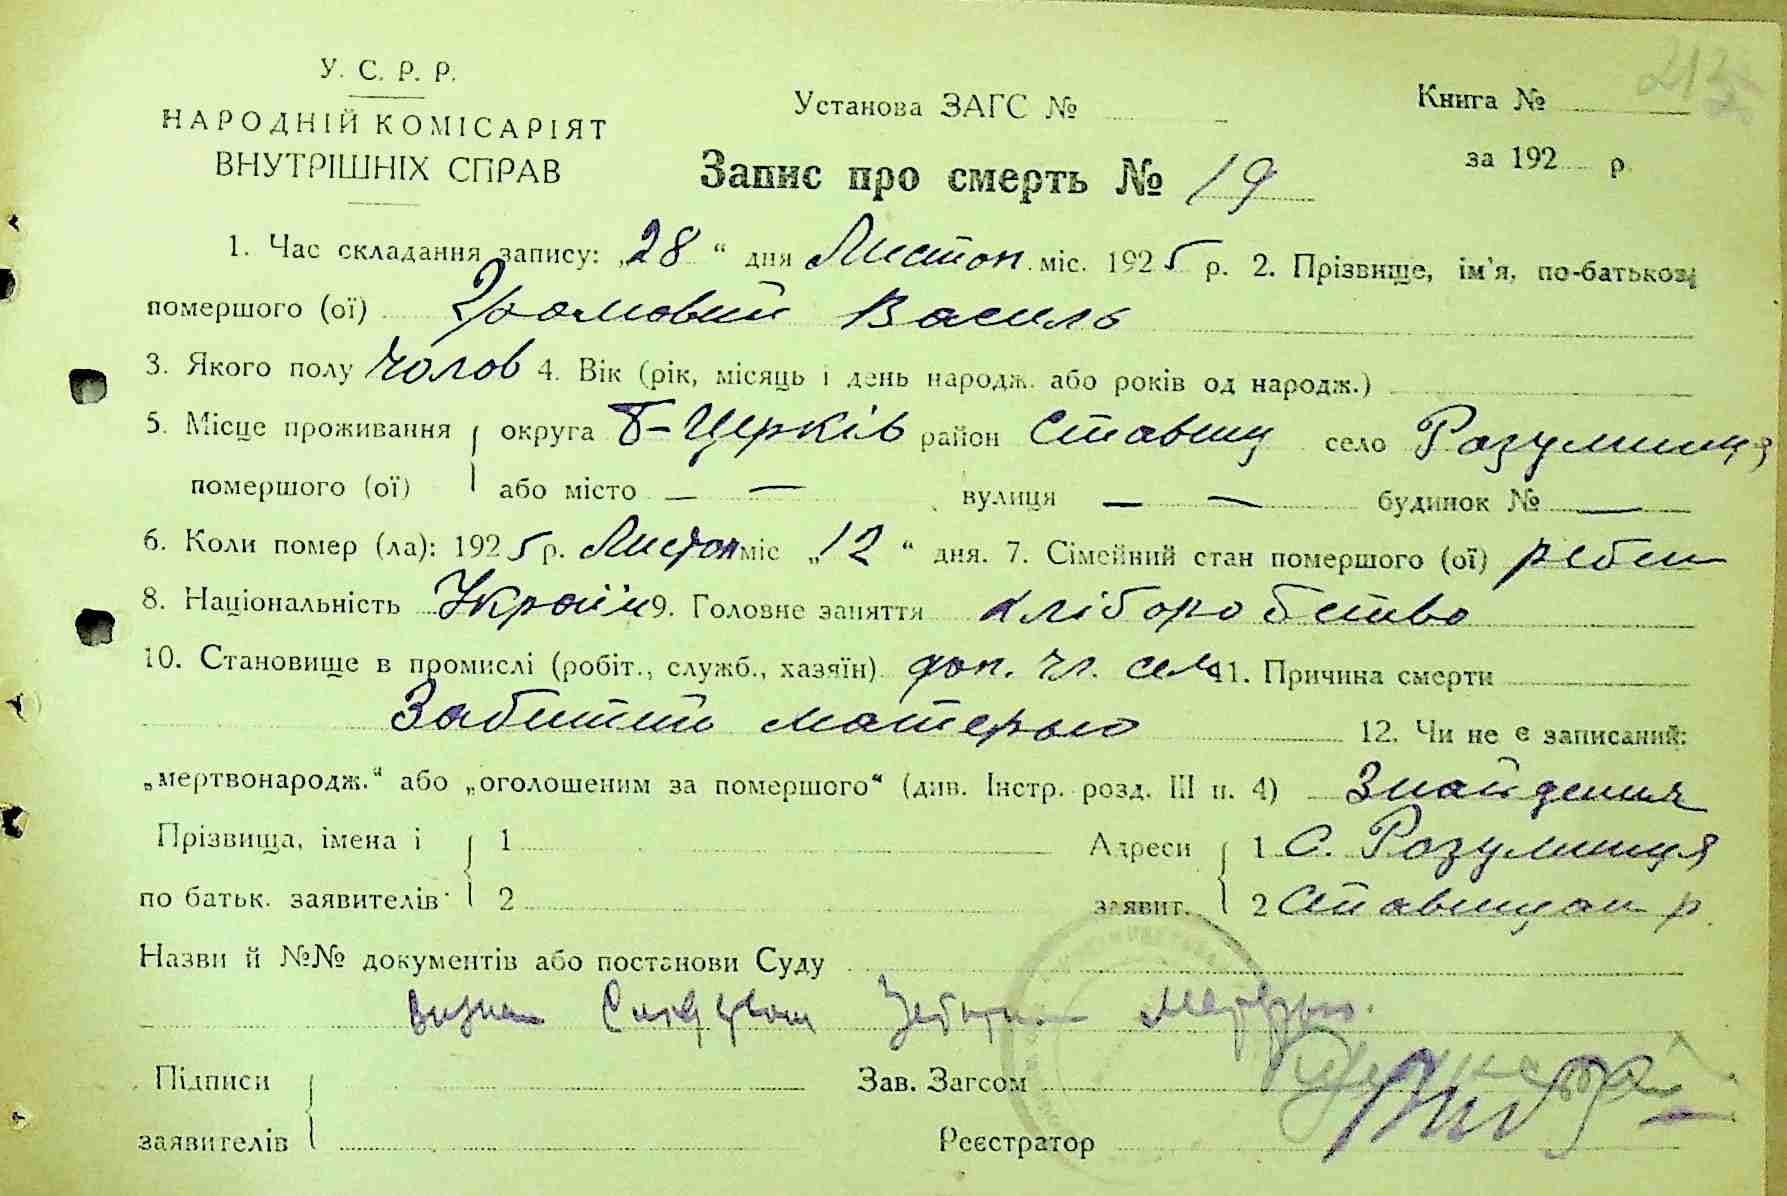 У. С. Р. Р.
НАРОДНІЙ КОМІСАРІЯТ
ВНУТРІШНІХ СПРАВ
Установа ЗАГС №
Книга №
за 192 р.
Запис про смерть № 19
1. Час складання запису: „28“ дня Листоп. міс. 1925 р. 2. Прізвище, ім'я, по-батькові
помершого (ої) Громовий Василь
3. Якого полу Чолов 4. Вік (рік, місяць і день народж. або років од народж.)
5. Місце проживання округа Б-Церків район Ставищ село Розумниця
помершого (ої) або місто — — вулиця — — будинок № —
6. Коли помер (ла): 1925 р. Листоп міс „12“ дня. 7. Сімейний стан помершого (ої) ребен
8. Національність Україн 9. Головне заняття хліборобство
10. Становище в промислі (робіт., служб., хазяїн) доп. чл. сем 11. Причина смерти
Забитий матерью 12. Чи не є записаний:
„мертвонародж.“ або „оголошеним за помершого“ (див. Інстр. розд. III п. 4) Знайдения
Прізвища, імена і 1 Адреси 1 С. Розумниця
по батьк. заявителів 2 заявит. 2 Ставищан р.
Назви й №№ документів або постанови Суду
матерью.
Підписи Зав. Загсом
заявителів Реєстратор